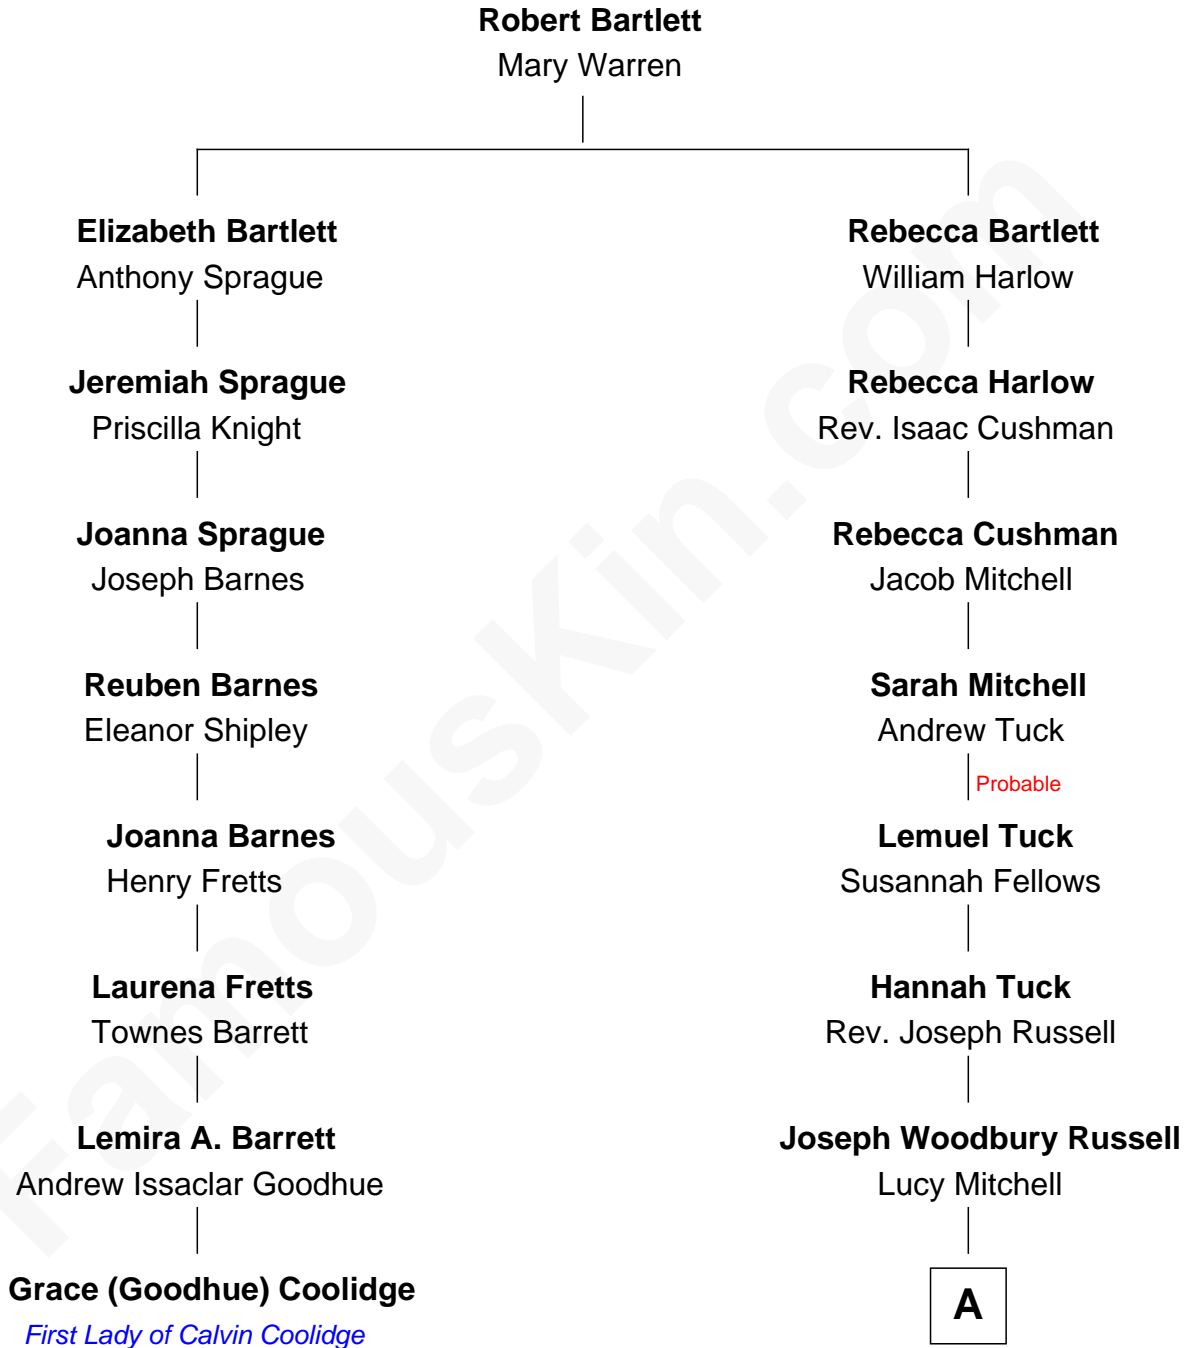 Robert Bartlett
Mary Warren
Elizabeth Bartlett
Anthony Sprague
Rebecca Bartlett
William Harlow
Jeremiah Sprague
Priscilla Knight
Rebecca Harlow
Rev. Isaac Cushman
Joanna Sprague
Joseph Barnes
Rebecca Cushman
Jacob Mitchell
Reuben Barnes
Eleanor Shipley
Sarah Mitchell
Andrew Tuck
Probable
Joanna Barnes
Henry Fretts
Lemuel Tuck
Susannah Fellows
Laurena Fretts
Townes Barrett
Hannah Tuck
Rev. Joseph Russell
Lemira A. Barrett
Andrew Issaclar Goodhue
Joseph Woodbury Russell
Lucy Mitchell
Grace (Goodhue) Coolidge
First Lady of Calvin Coolidge
A
FamousKin.com